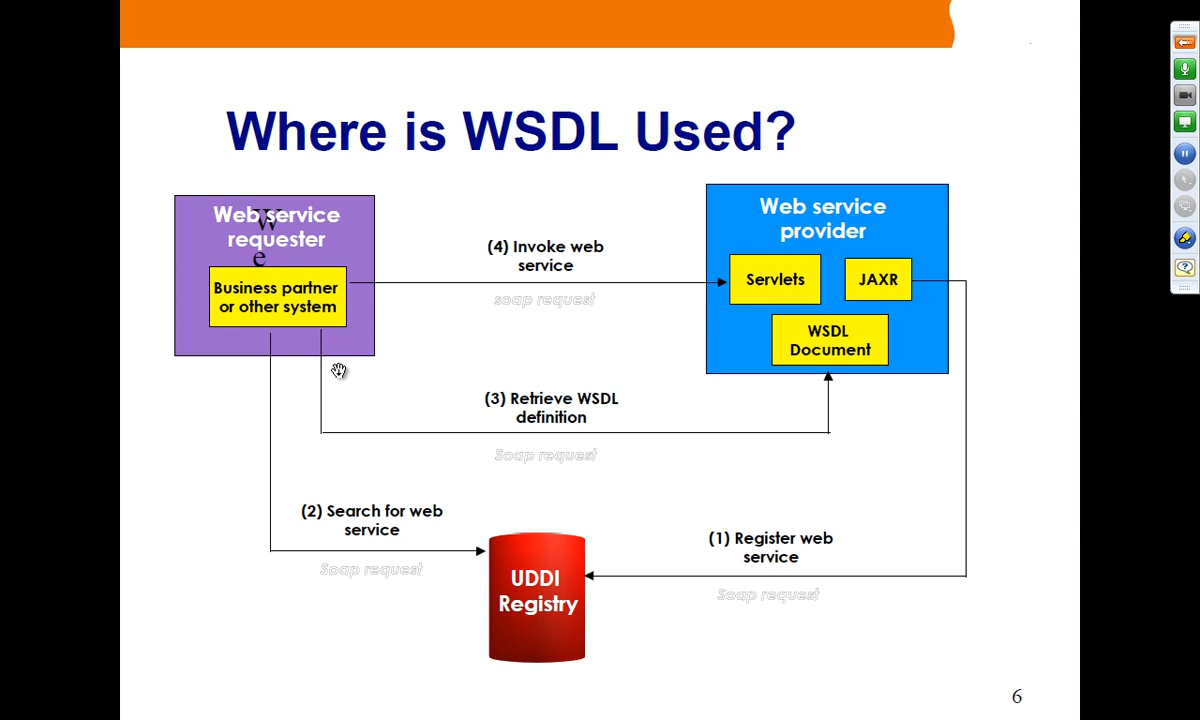 Where is WSDL Used?
Web service
requester
W
e
Business partner
or other system
(4) Invoke web
service
soap request
Web service
provider
Servlets
JAXR
WSDL
Document
(3) Retrieve WSDL
definition
Soap request
(2) Search for web
service
Soap request
UDDI
Registry
(1) Register web
service
Soap request
6